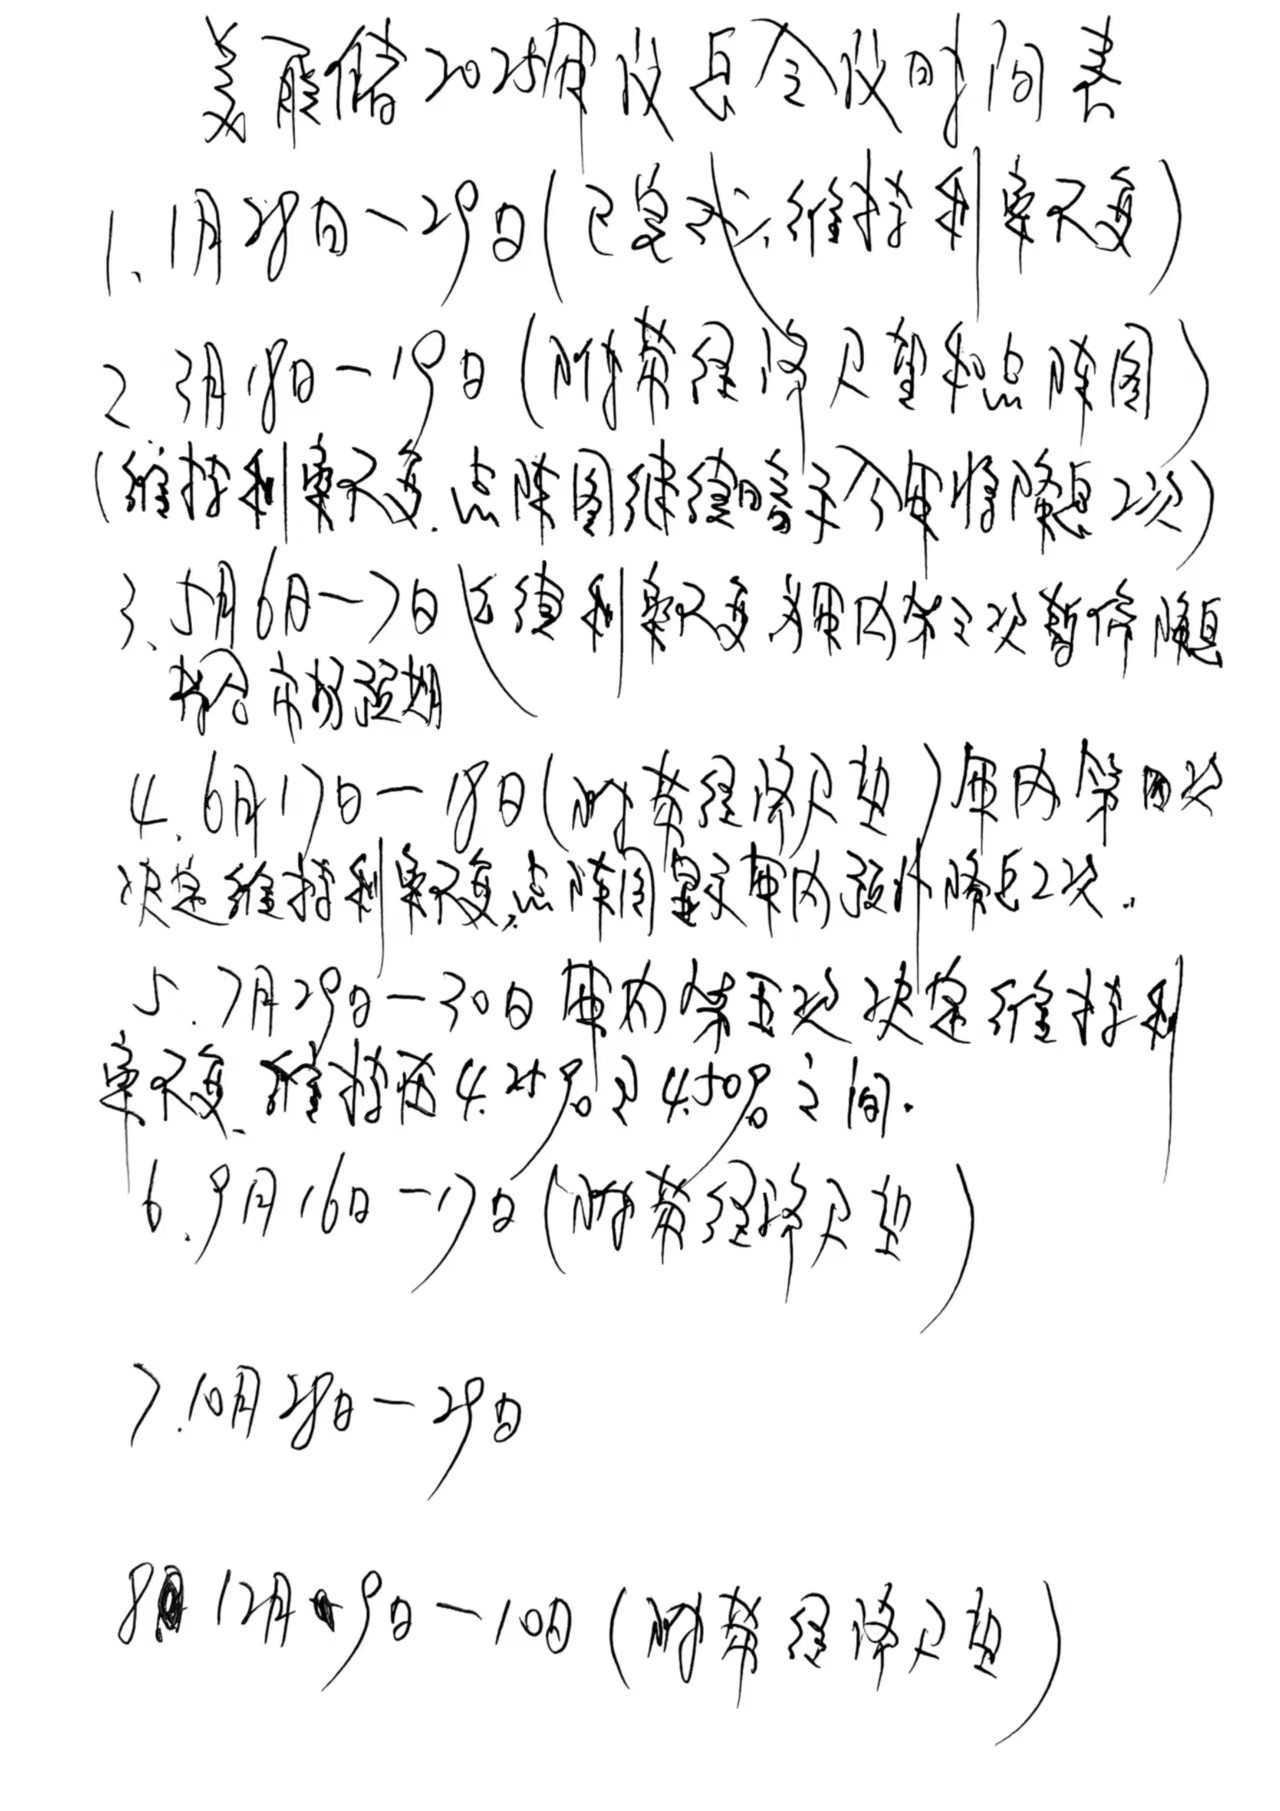 美联储2025年议息会议时间表
1. 1月28日—29日(已完成,维持利率不变)
2 3月18日—19日(附带经济展望和点阵图)
(维持利率不变.点阵图继续暗示今年将降息2次)
3. 5月6日—7日 利率不变 为年内第三次暂停降息
符合市场预期
4. 6月17日—18日(附带经济展望)年内第四次
决定维持利率不变,点阵图显示年内预计降息2次.
5. 7月29日—30日 年内第五次决定维持利
率不变、维持在4.25%至4.50%之间.
6. 9月16日—17日(附带经济展望)
7. 10月28日—29日
8 12月9日—10日(附带经济展望)